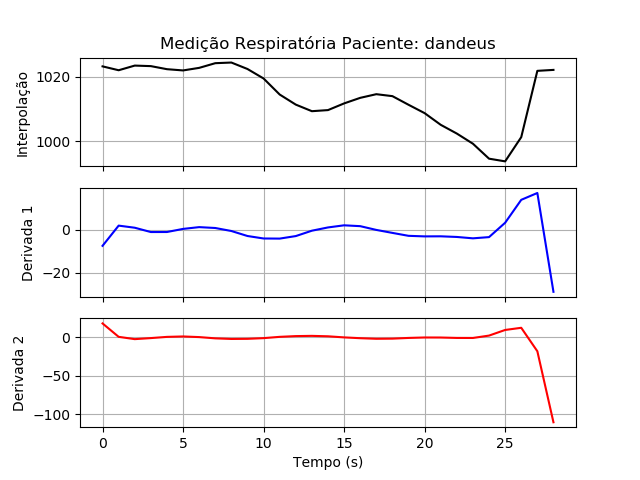 Medição Respiratória Paciente: dandeus
Interpolação
1020
1000
Derivada 1
0
−20
Derivada 2
0
−50
−100
0 5 10 15 20 25
Tempo (s)